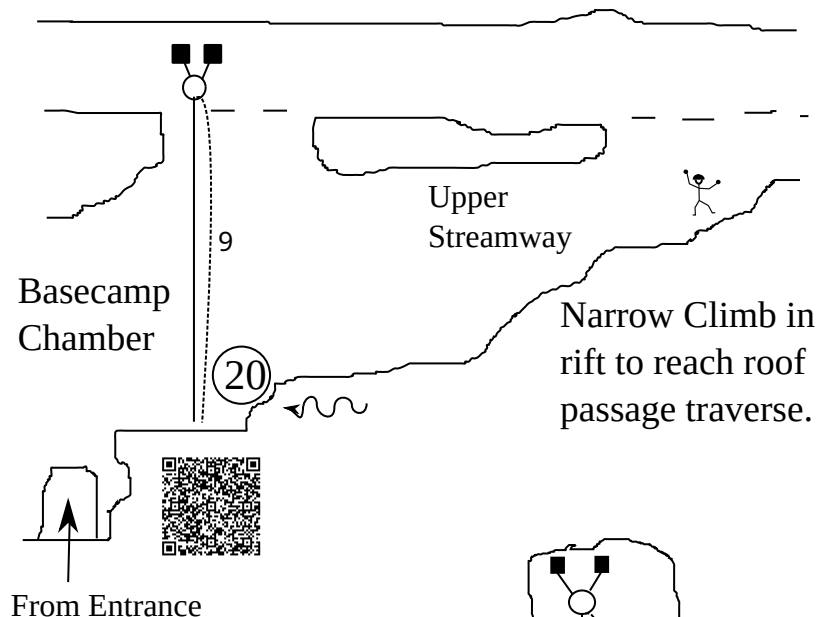 Upper
Streamway
9
Basecamp
Chamber
Narrow Climb in
rift to reach roof
passage traverse.
20
From Entrance